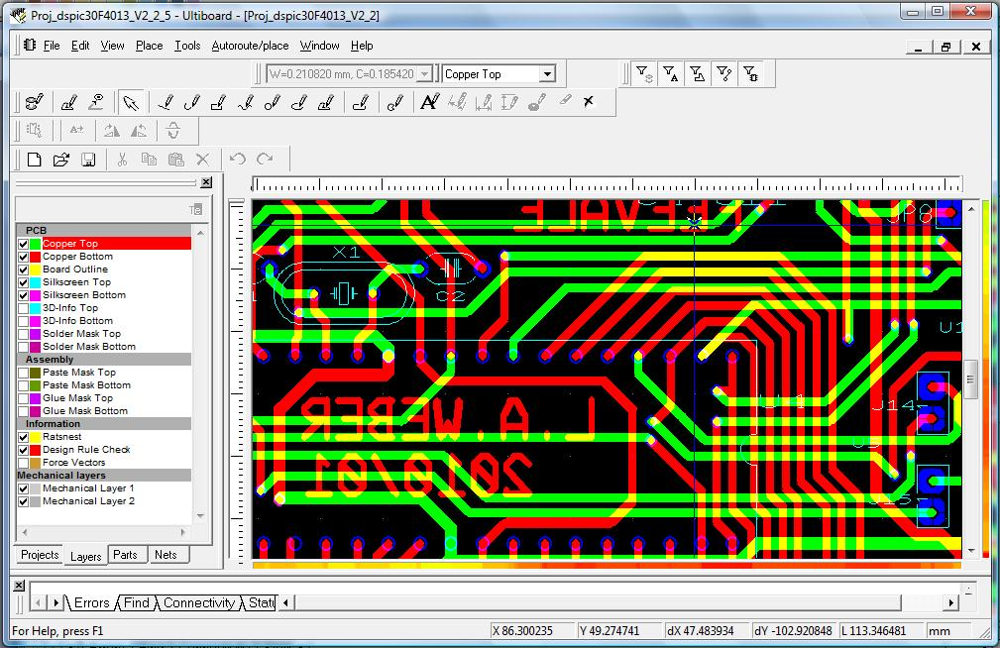 Proj_dspic30F4013_V2_2_5 - Ultiboard - [Proj_dspic30F4013_V2_2]
File Edit View Place Tools Autoroute/place Window Help
W=0.210820 mm, C=0.185420 Copper Top
PCB
Copper Top
Copper Bottom
Board Outline
Silkscreen Top
Silkscreen Bottom
3D-Info Top
3D-Info Bottom
Solder Mask Top
Solder Mask Bottom
Assembly
Paste Mask Top
Paste Mask Bottom
Glue Mask Top
Glue Mask Bottom
Information
Ratsnest
Design Rule Check
Force Vectors
Mechanical layers
Mechanical Layer 1
Mechanical Layer 2
Projects Layers Parts Nets
JP8
X1
C2
L.A.WEBER
2010/01
J14
U5
J15
Errors Find Connectivity
For Help, press F1 X 86.300235 Y 49.274741 dX 47.483934 dY -102.920848 L 113.346481 mm